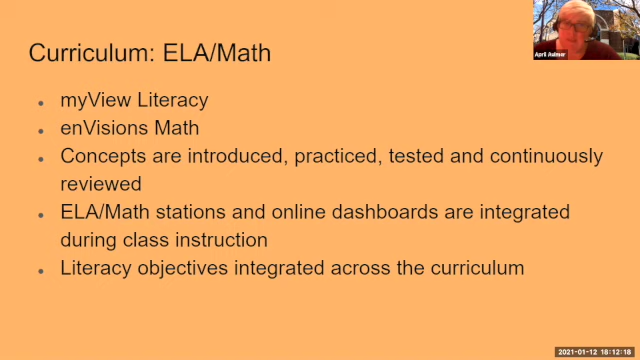 April Aulmer
Curriculum: ELA/Math
myView Literacy
enVisions Math
Concepts are introduced, practiced, tested and continuously
reviewed
ELA/Math stations and online dashboards are integrated
during class instruction
Literacy objectives integrated across the curriculum
2021-01-12 18:12:18